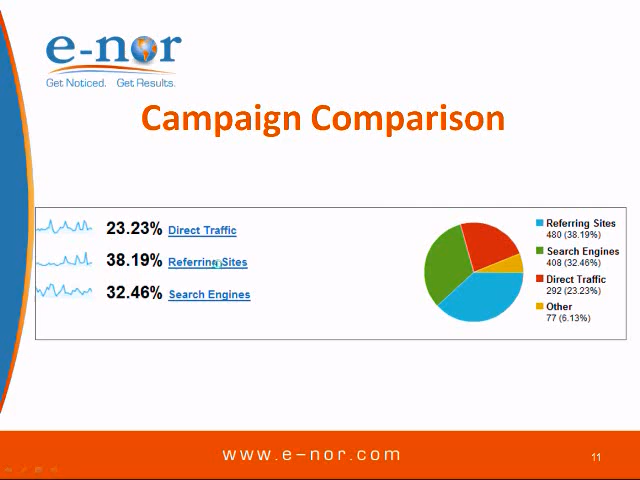 e-nor
Get Noticed. Get Results.
Campaign Comparison
23.23% Direct Traffic
38.19% Referring Sites
32.46% Search Engines
Referring Sites
480 (38.19%)
Search Engines
408 (32.46%)
Direct Traffic
292 (23.23%)
Other
77 (6.13%)
www.e-nor.com
11